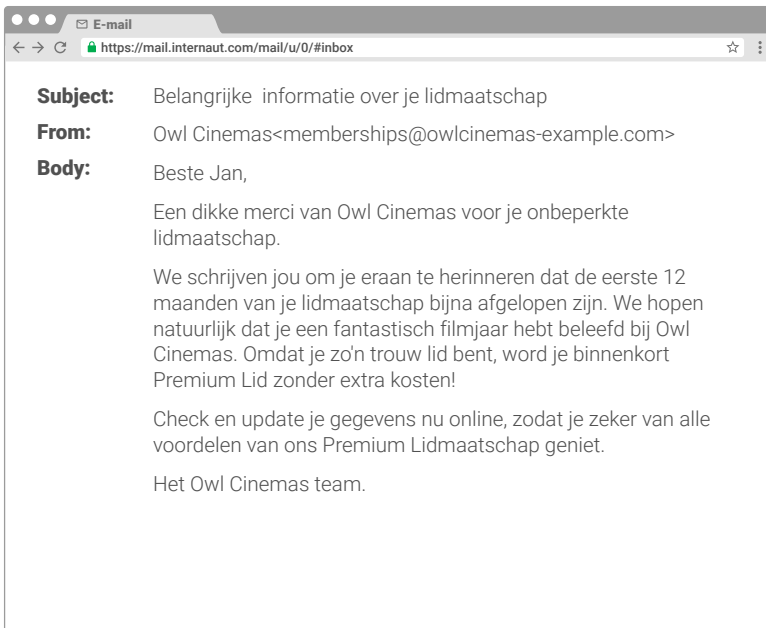 E-mail
https://mail.internaut.com/mail/u/0/#inbox
Subject: Belangrijke  informatie over je lidmaatschap
From: Owl Cinemas<memberships@owlcinemas-example.com>
Body: Beste Jan,
Een dikke merci van Owl Cinemas voor je onbeperkte
lidmaatschap.
We schrijven jou om je eraan te herinneren dat de eerste 12
maanden van je lidmaatschap bijna afgelopen zijn. We hopen
natuurlijk dat je een fantastisch filmjaar hebt beleefd bij Owl
Cinemas. Omdat je zo'n trouw lid bent, word je binnenkort
Premium Lid zonder extra kosten!
Check en update je gegevens nu online, zodat je zeker van alle
voordelen van ons Premium Lidmaatschap geniet.
Het Owl Cinemas team.